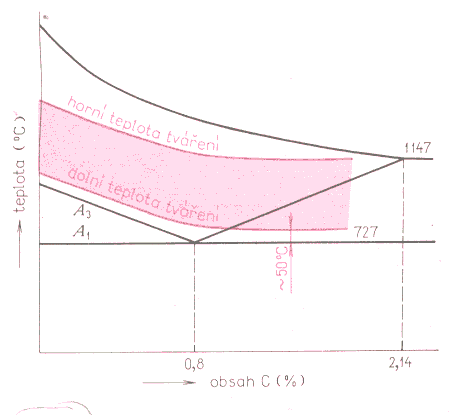 teplota (°C)
horní teplota tváření
1147
dolní teplota tváření
A3
A1
727
~50°C
0,8
2,14
obsah C (%)